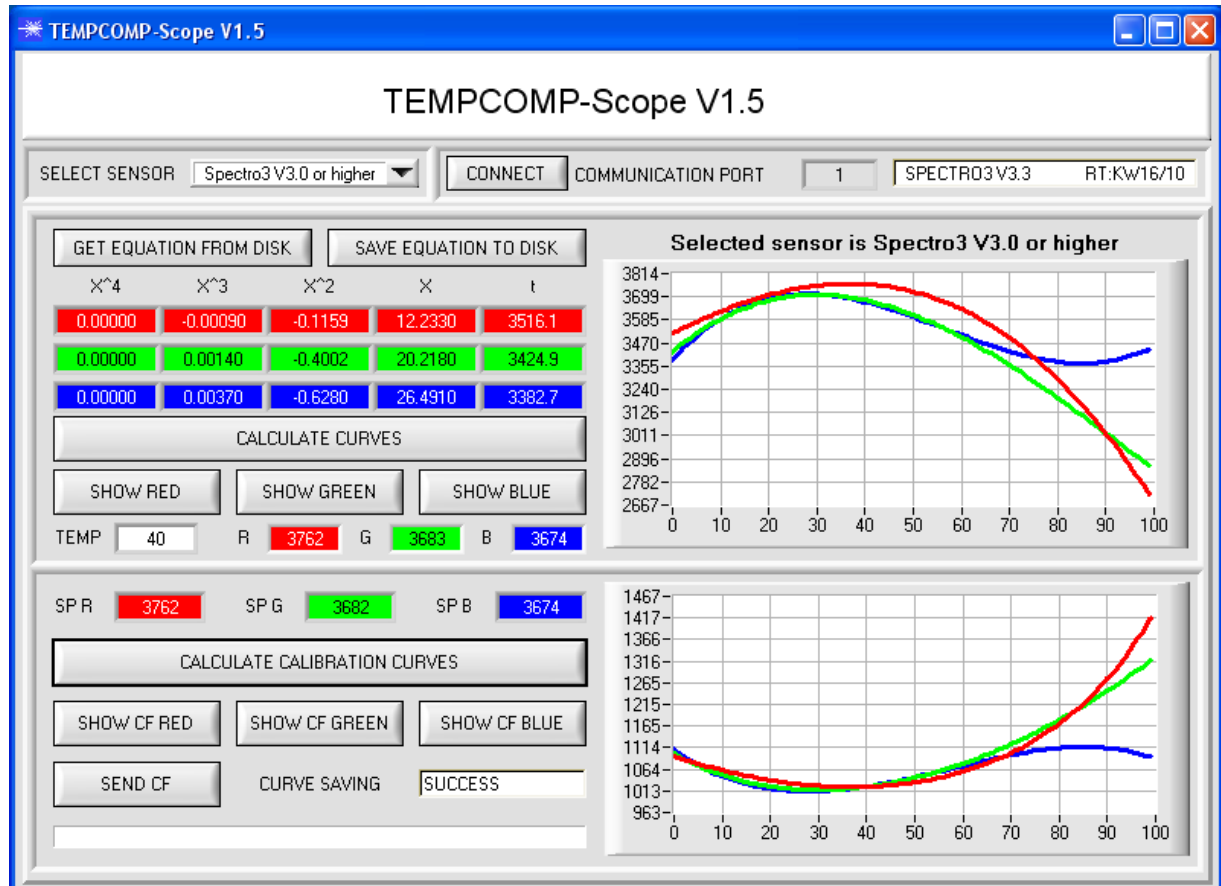 TEMPCOMP-Scope V1.5
TEMPCOMP-Scope V1.5
SELECT SENSOR Spectro3 V3.0 or higher CONNECT COMMUNICATION PORT 1 SPECTRO3 V3.3 RT:KW16/10
GET EQUATION FROM DISK SAVE EQUATION TO DISK
X^4 X^3 X^2 X t
0.00000 -0.00090 -0.1159 12.2330 3516.1
0.00000 0.00140 -0.4002 20.2180 3424.9
0.00000 0.00370 -0.6280 26.4910 3382.7
CALCULATE CURVES
SHOW RED SHOW GREEN SHOW BLUE
TEMP 40 R 3762 G 3683 B 3674
Selected sensor is Spectro3 V3.0 or higher
3814
3699
3585
3470
3355
3240
3126
3011
2896
2782
2667
0 10 20 30 40 50 60 70 80 90 100
SP R 3762 SP G 3682 SP B 3674
CALCULATE CALIBRATION CURVES
SHOW CF RED SHOW CF GREEN SHOW CF BLUE
SEND CF CURVE SAVING SUCCESS
1467
1417
1366
1316
1265
1215
1165
1114
1064
1013
963
0 10 20 30 40 50 60 70 80 90 100